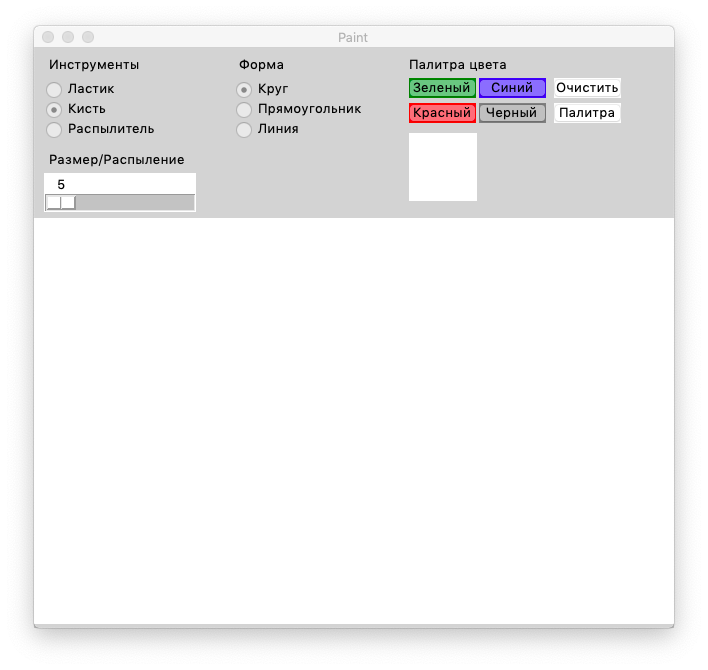 Paint
Инструменты
Ластик
Кисть
Распылитель
Размер/Распыление
5
Форма
Круг
Прямоугольник
Линия
Палитра цвета
Зеленый Синий Очистить
Красный Черный Палитра